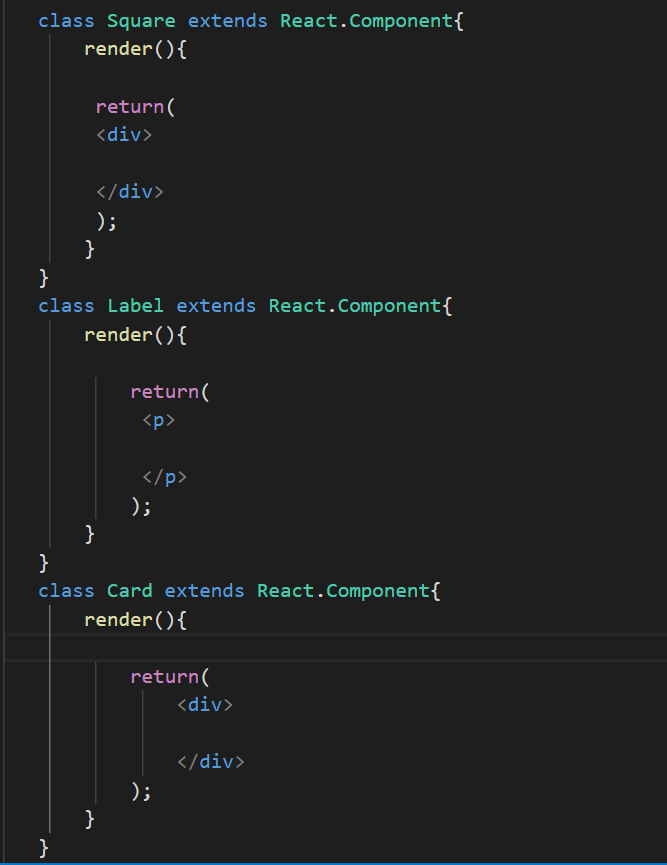 class Square extends React.Component{
render(){
return(
<div>
</div>
);
}
}
class Label extends React.Component{
render(){
return(
<p>
</p>
);
}
}
class Card extends React.Component{
render(){
return(
<div>
</div>
);
}
}